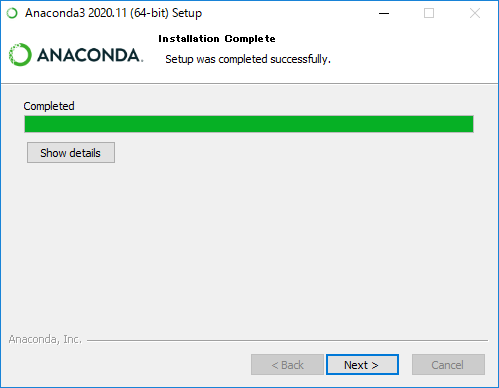 Anaconda3 2020.11 (64-bit) Setup
Installation Complete
Setup was completed successfully.
ANACONDA.
Completed
Show details
Anaconda, Inc.
< Back
Next >
Cancel